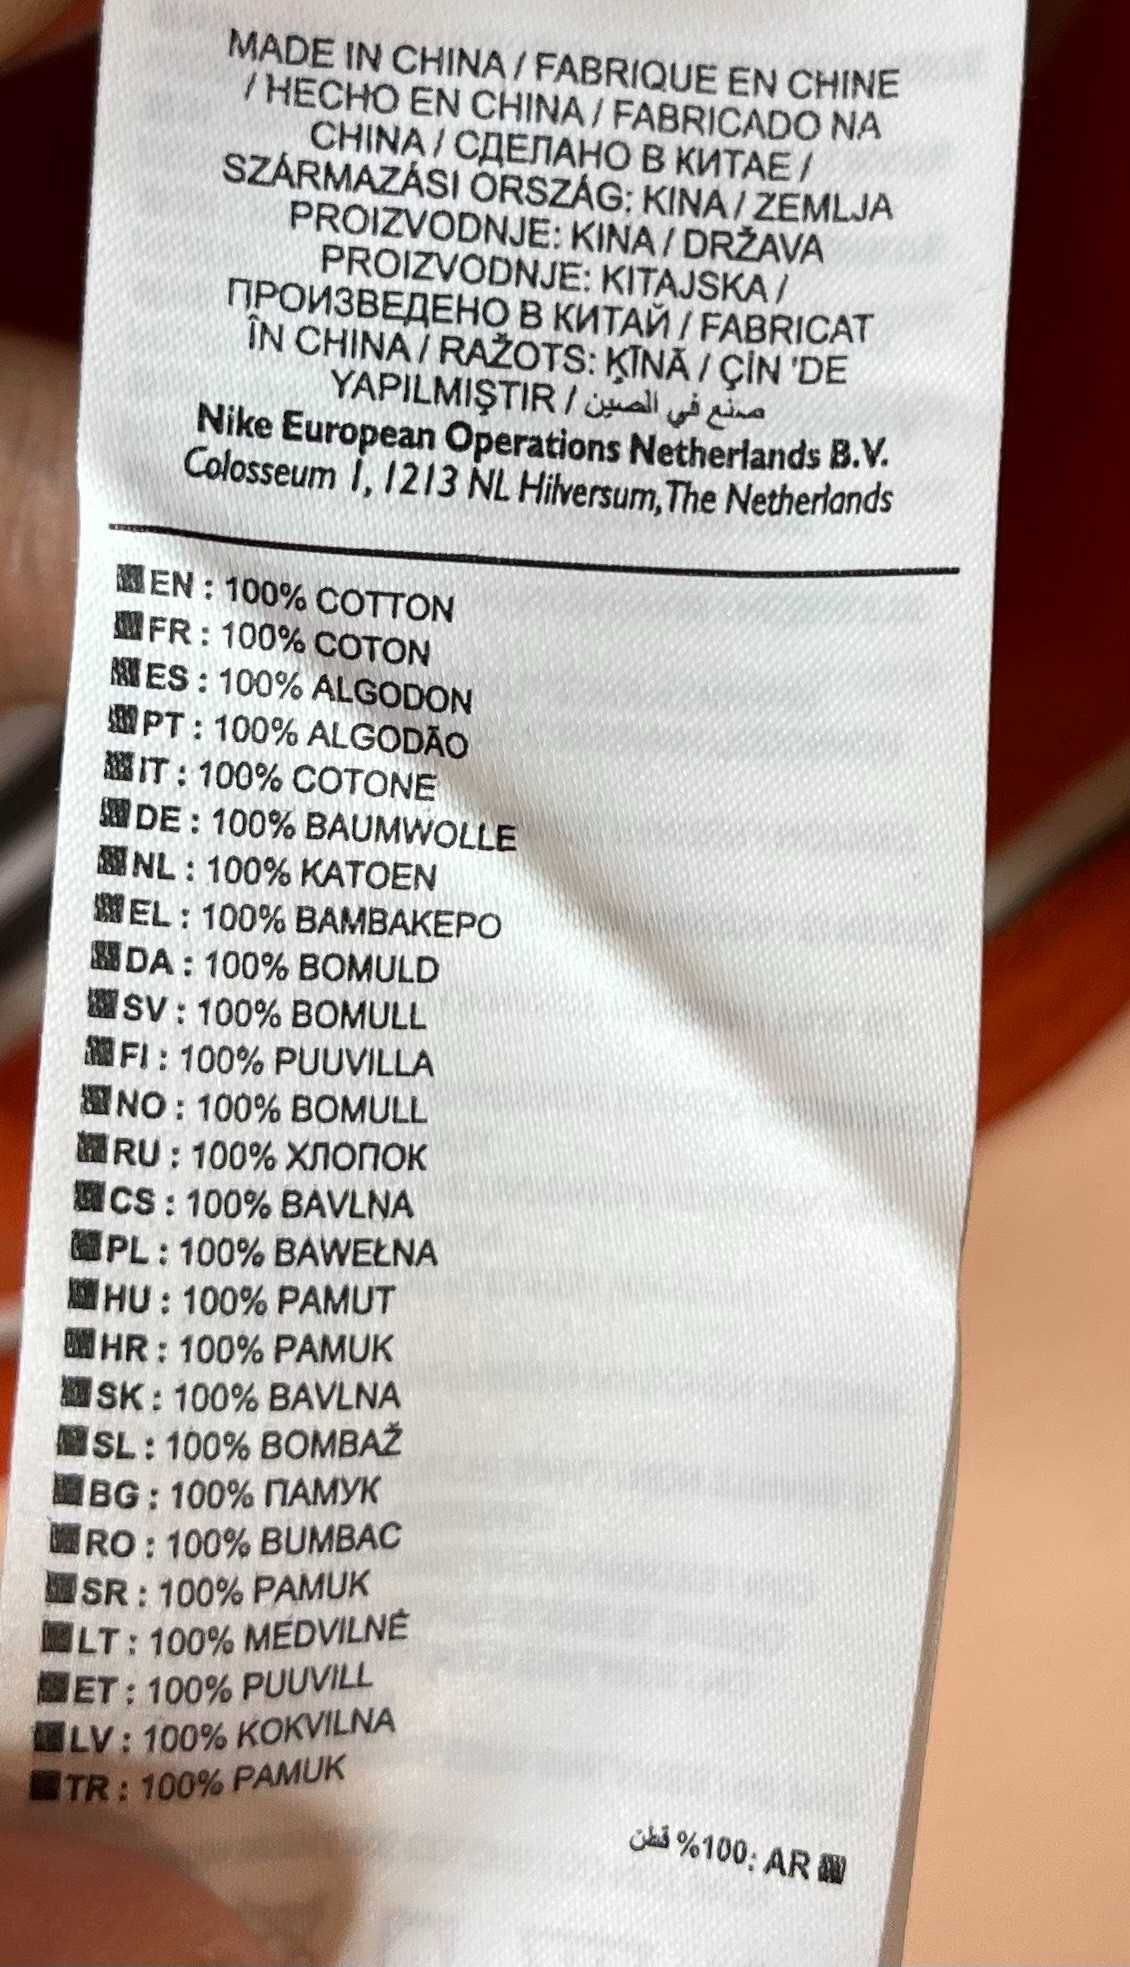 MADE IN CHINA / FABRIQUE EN CHINE
/ HECHO EN CHINA / FABRICADO NA
CHINA / СДЕЛАНО В КИТАЕ /
SZÁRMAZÁSI ORSZÁG: KINA / ZEMLJA
PROIZVODNJE: KINA / DRŽAVA
PROIZVODNJE: KITAJSKA /
ПРОИЗВЕДЕНО В КИТАЙ / FABRICAT
ÎN CHINA / RAŽOTS: ĶĪNĀ / ÇİN 'DE
YAPILMIŞTIR / صنع في الصين
Nike European Operations Netherlands B.V.
Colosseum 1, 1213 NL Hilversum, The Netherlands
EN : 100% COTTON
FR : 100% COTON
ES : 100% ALGODON
PT : 100% ALGODÃO
IT : 100% COTONE
DE : 100% BAUMWOLLE
NL : 100% KATOEN
EL : 100% ΒΑΜΒΑΚΕΡΟ
DA : 100% BOMULD
SV : 100% BOMULL
FI : 100% PUUVILLA
NO : 100% BOMULL
RU : 100% ХЛОПОК
CS : 100% BAVLNA
PL : 100% BAWEŁNA
HU : 100% PAMUT
HR : 100% PAMUK
SK : 100% BAVLNA
SL : 100% BOMBAŽ
BG : 100% ПАМУК
RO : 100% BUMBAC
SR : 100% PAMUK
LT : 100% MEDVILNĖ
ET : 100% PUUVILL
LV : 100% KOKVILNA
TR : 100% PAMUK
AR :100% قطن